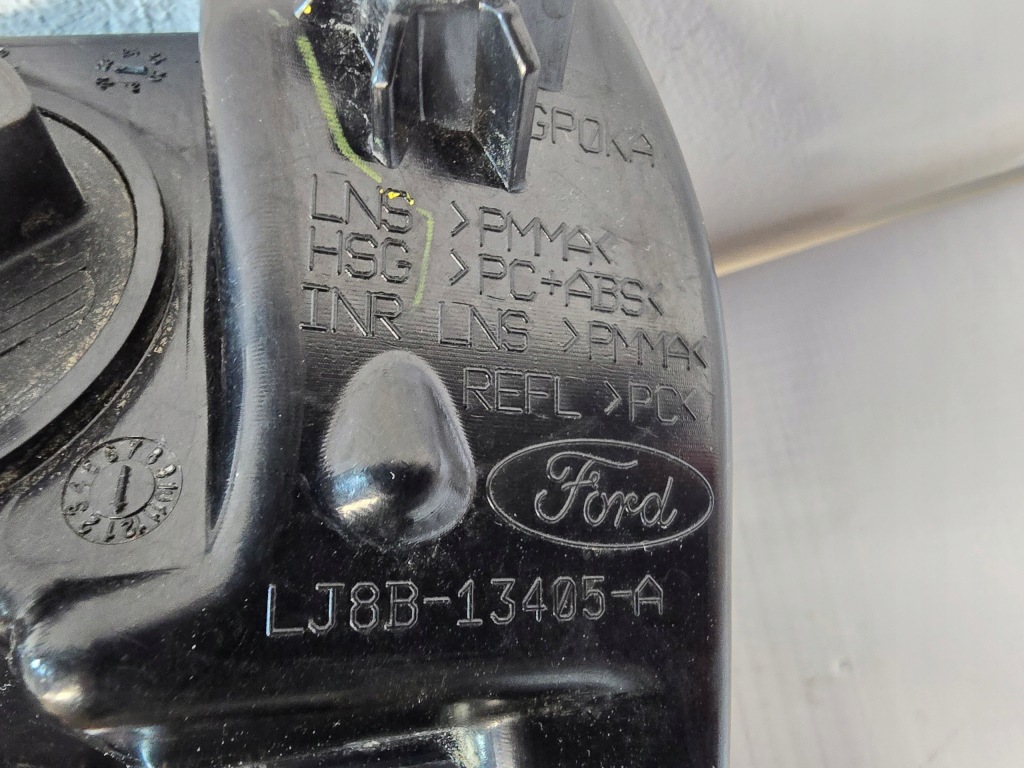 GPOKA
LNS >PMMA<
HSG >PC+ABS<
INR LNS >PMMA<
REFL >PC<
Ford
LJ8B-13405-A